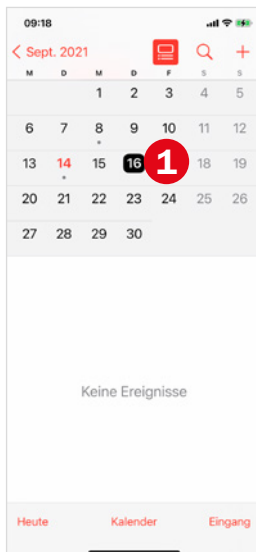 09:18
Sept. 2021
M D M D F S S
1 2 3 4 5
6 7 8 9 10 11 12
13 14 15 16 1 18 19
20 21 22 23 24 25 26
27 28 29 30
Keine Ereignisse
Heute Kalender Eingang